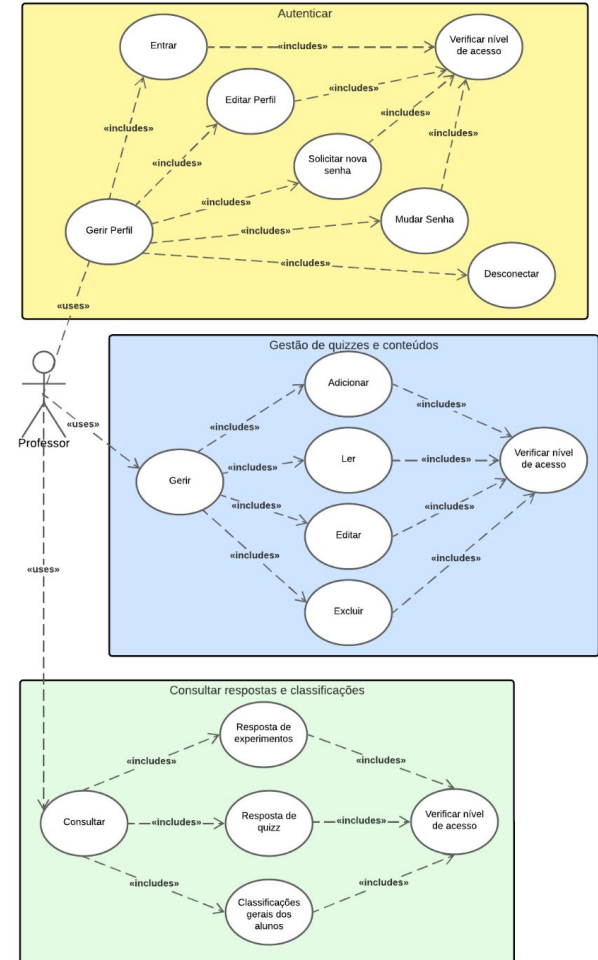 Autenticar
Entrar
«includes»
Verificar nível
de acesso
Editar Perfil
«includes»
«includes»
«includes»
«includes»
Solicitar nova
senha
«includes»
«includes»
Gerir Perfil
«includes»
Mudar Senha
«includes»
Desconectar
«uses»
Professor
«uses»
«uses»
Gestão de quizzes e conteúdos
Adicionar
«includes»
«includes»
Ler
«includes»
«includes»
Verificar nível
de acesso
Gerir
«includes»
Editar
«includes»
«includes»
«includes»
Excluir
Consultar respostas e classificações
Resposta de
experimentos
«includes»
«includes»
Consultar
«includes»
Resposta de
quizz
«includes»
Verificar nível
de acesso
«includes»
«includes»
Classificações
gerais dos
alunos